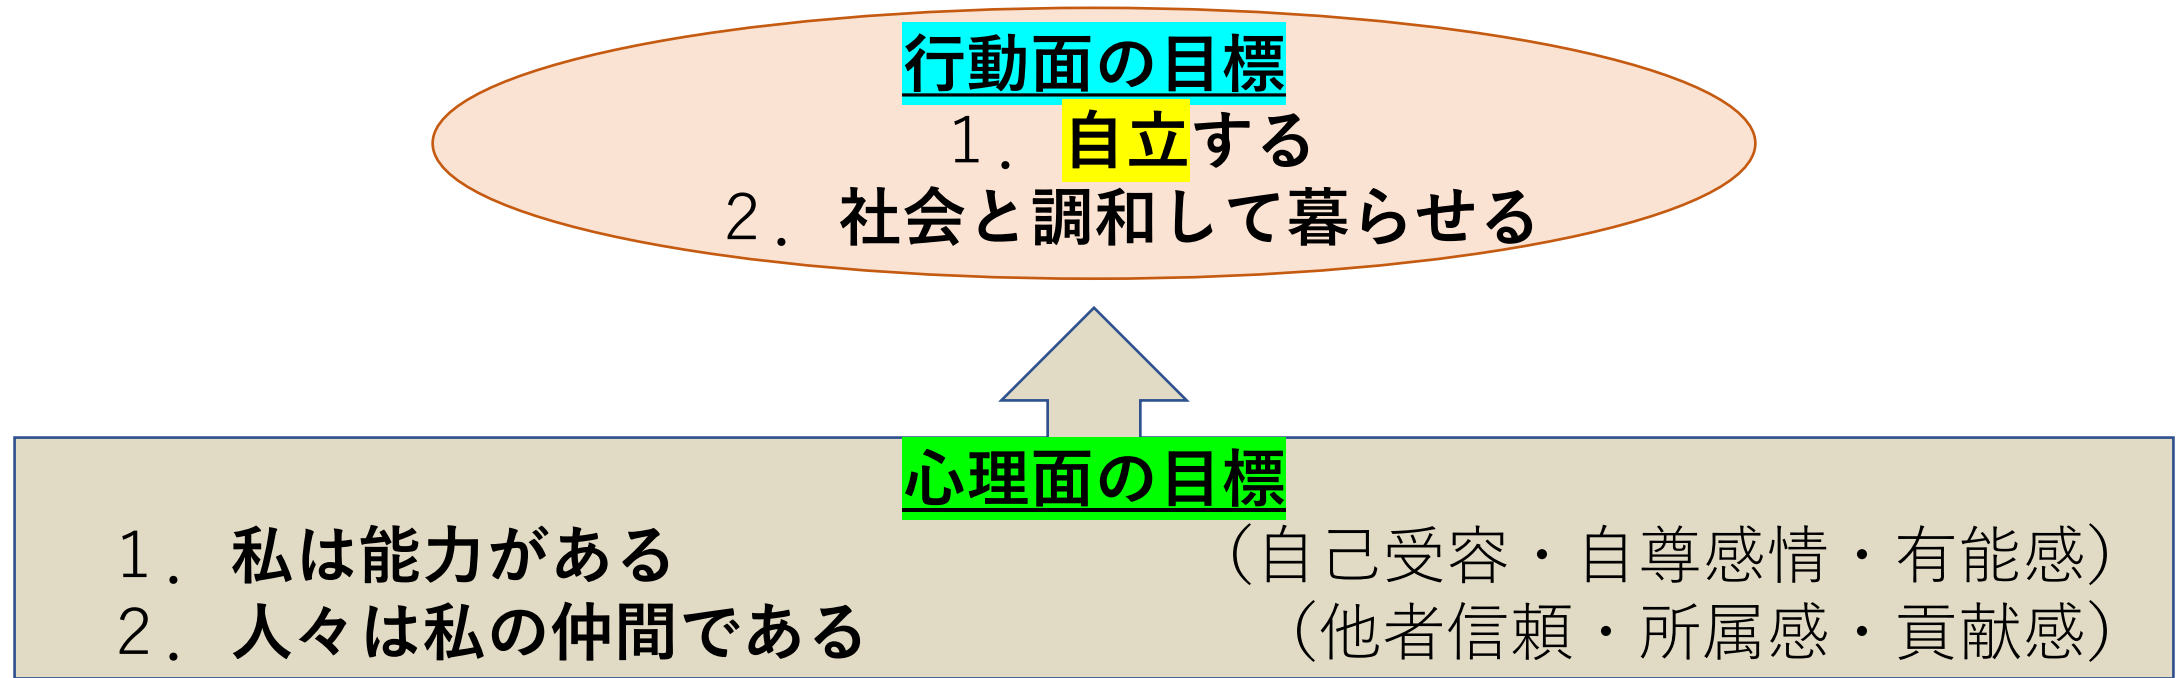 行動面の目標
１．自立する
２．社会と調和して暮らせる
心理面の目標
１．私は能力がある （自己受容・自尊感情・有能感）
２．人々は私の仲間である （他者信頼・所属感・貢献感）